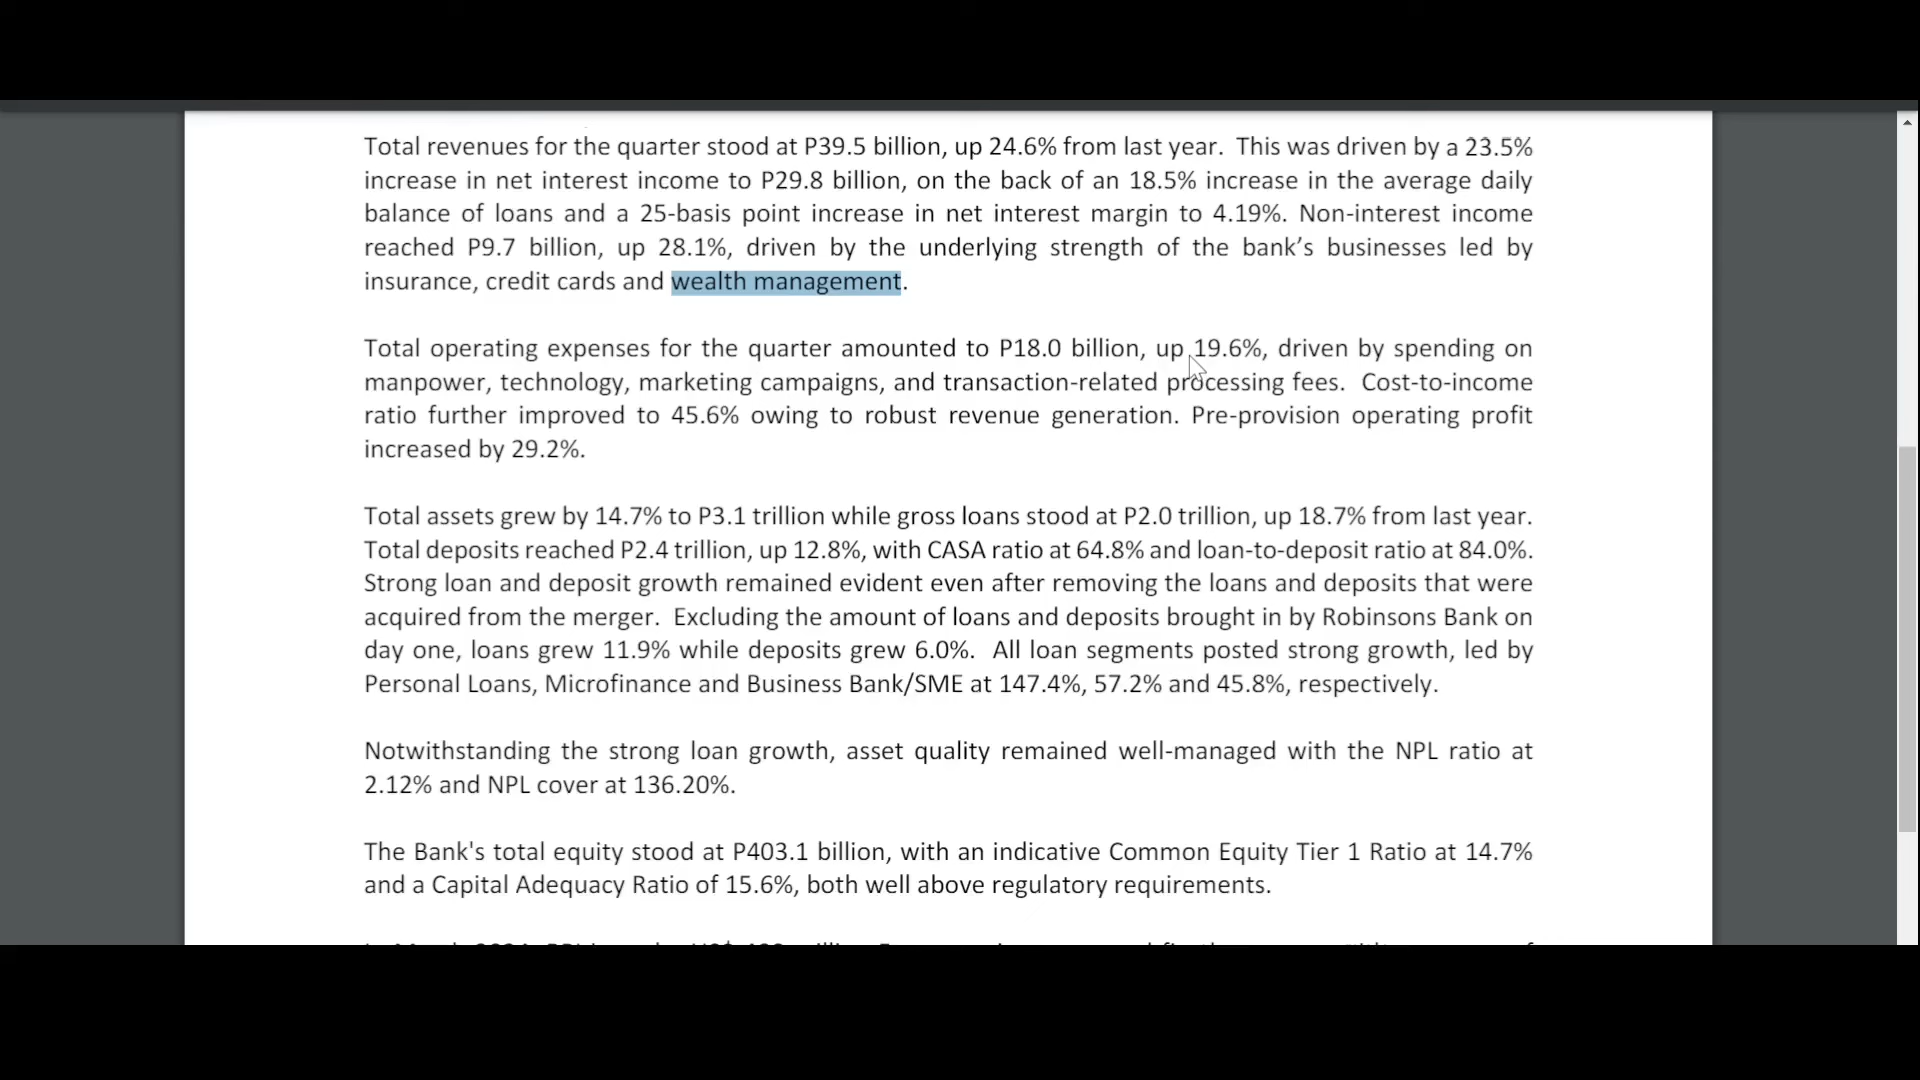 Total revenues for the quarter stood at P39.5 billion, up 24.6% from last year.  This was driven by a 23.5%
increase in net interest income to P29.8 billion, on the back of an 18.5% increase in the average daily
balance of loans and a 25-basis point increase in net interest margin to 4.19%. Non-interest income
reached P9.7 billion, up 28.1%, driven by the underlying strength of the bank’s businesses led by
insurance, credit cards and wealth management.
Total operating expenses for the quarter amounted to P18.0 billion, up 19.6%, driven by spending on
manpower, technology, marketing campaigns, and transaction-related processing fees.  Cost-to-income
ratio further improved to 45.6% owing to robust revenue generation. Pre-provision operating profit
increased by 29.2%.
Total assets grew by 14.7% to P3.1 trillion while gross loans stood at P2.0 trillion, up 18.7% from last year.
Total deposits reached P2.4 trillion, up 12.8%, with CASA ratio at 64.8% and loan-to-deposit ratio at 84.0%.
Strong loan and deposit growth remained evident even after removing the loans and deposits that were
acquired from the merger.  Excluding the amount of loans and deposits brought in by Robinsons Bank on
day one, loans grew 11.9% while deposits grew 6.0%.  All loan segments posted strong growth, led by
Personal Loans, Microfinance and Business Bank/SME at 147.4%, 57.2% and 45.8%, respectively.
Notwithstanding the strong loan growth, asset quality remained well-managed with the NPL ratio at
2.12% and NPL cover at 136.20%.
The Bank's total equity stood at P403.1 billion, with an indicative Common Equity Tier 1 Ratio at 14.7%
and a Capital Adequacy Ratio of 15.6%, both well above regulatory requirements.